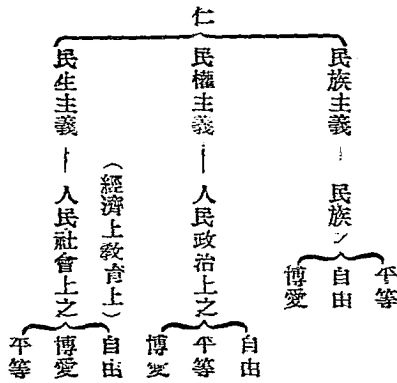 仁
民族主義
民族
平等
自由
博愛
民權主義
人民政治上之
自由
平等
博愛
民生主義
(經濟上教育上)
人民社會上之
自由
博愛
平等